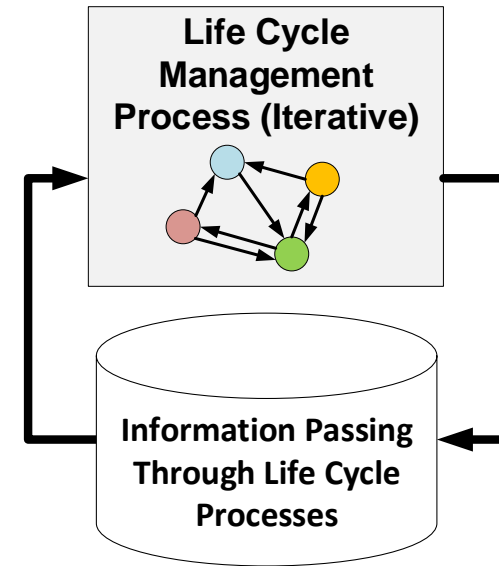 Life Cycle
Management
Process (Iterative)
Information Passing
Through Life Cycle
Processes